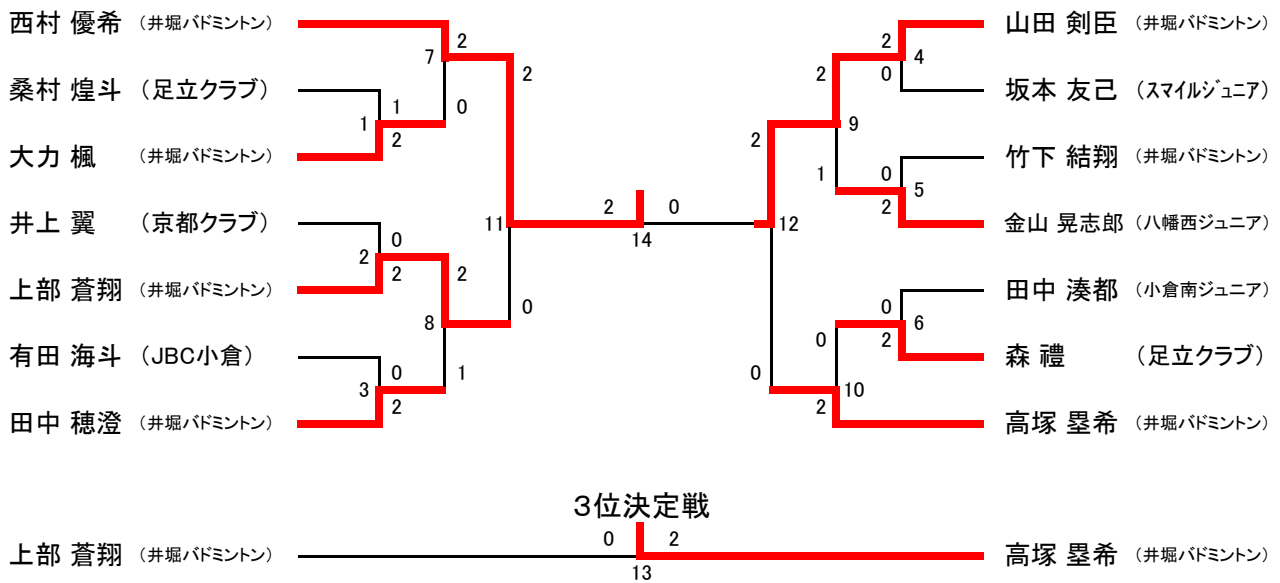 西村 優希 (井堀バドミントン)
桑村 煌斗 (足立クラブ)
大力 楓 (井堀バドミントン)
井上 翼 (京都クラブ)
上部 蒼翔 (井堀バドミントン)
有田 海斗 (JBC小倉)
田中 穂澄 (井堀バドミントン)
7
2
0
1
1
2
2
0
2
8
2
1
3
0
2
11
2
0
2
14
0
山田 剣臣 (井堀バドミントン)
坂本 友己 (スマイルジュニア)
竹下 結翔 (井堀バドミントン)
金山 晃志郎 (八幡西ジュニア)
田中 湊都 (小倉南ジュニア)
森 禮 (足立クラブ)
高塚 塁希 (井堀バドミントン)
2
0
4
2
1
9
0
2
5
2
0
12
0
2
6
0
2
10
3位決定戦
上部 蒼翔 (井堀バドミントン)
0
2
13
高塚 塁希 (井堀バドミントン)